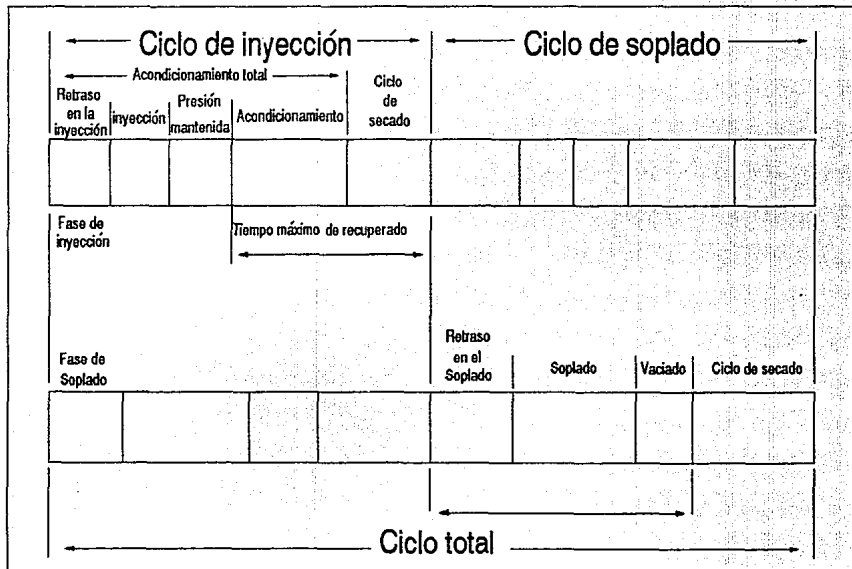 Ciclo de inyección
Ciclo de soplado
Acondicionamiento total
Retraso
en la
inyección
inyección
Presión
mantenida
Acondicionamiento
Ciclo
de
secado
Fase de
inyección
Tiempo máximo de recuperado
Fase de
Soplado
Retraso
en el
Soplado
Soplado
Vaciado
Ciclo de secado
Ciclo total